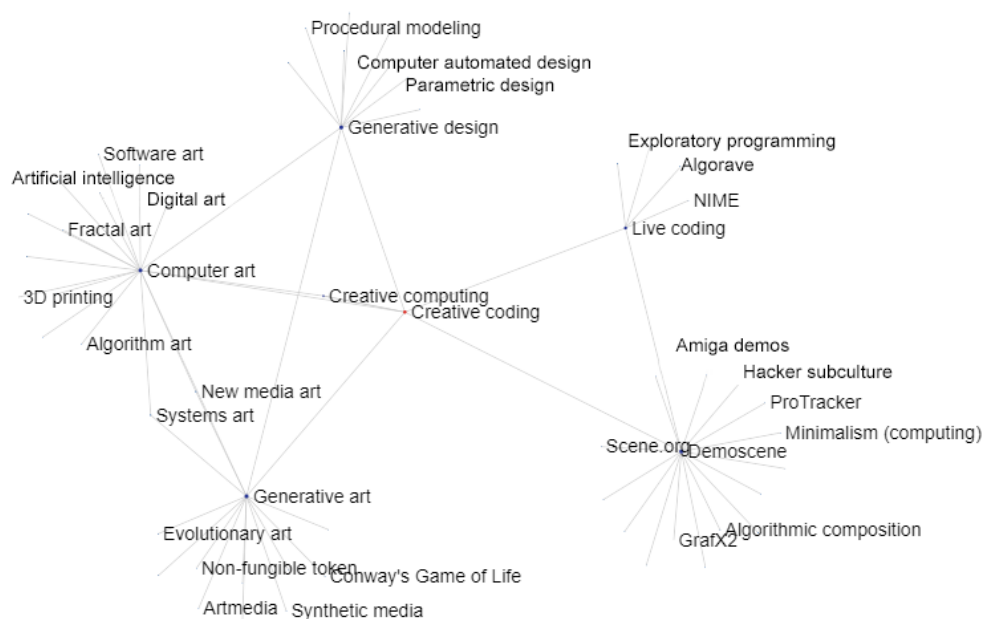 Procedural modeling
Computer automated design
Parametric design
Generative design
Exploratory programming
Software art
Algorave
Artificial intelligence
Digital art
NIME
Fractal art
Live coding
Computer art
3D printing
Creative computing
Creative coding
Algorithm art
Amiga demos
Hacker subculture
New media art
ProTracker
Systems art
Minimalism (computing)
Scene.org
Demoscene
Generative art
Evolutionary art
Algorithmic composition
GrafX2
Non-fungible token
Conway's Game of Life
Artmedia
Synthetic media